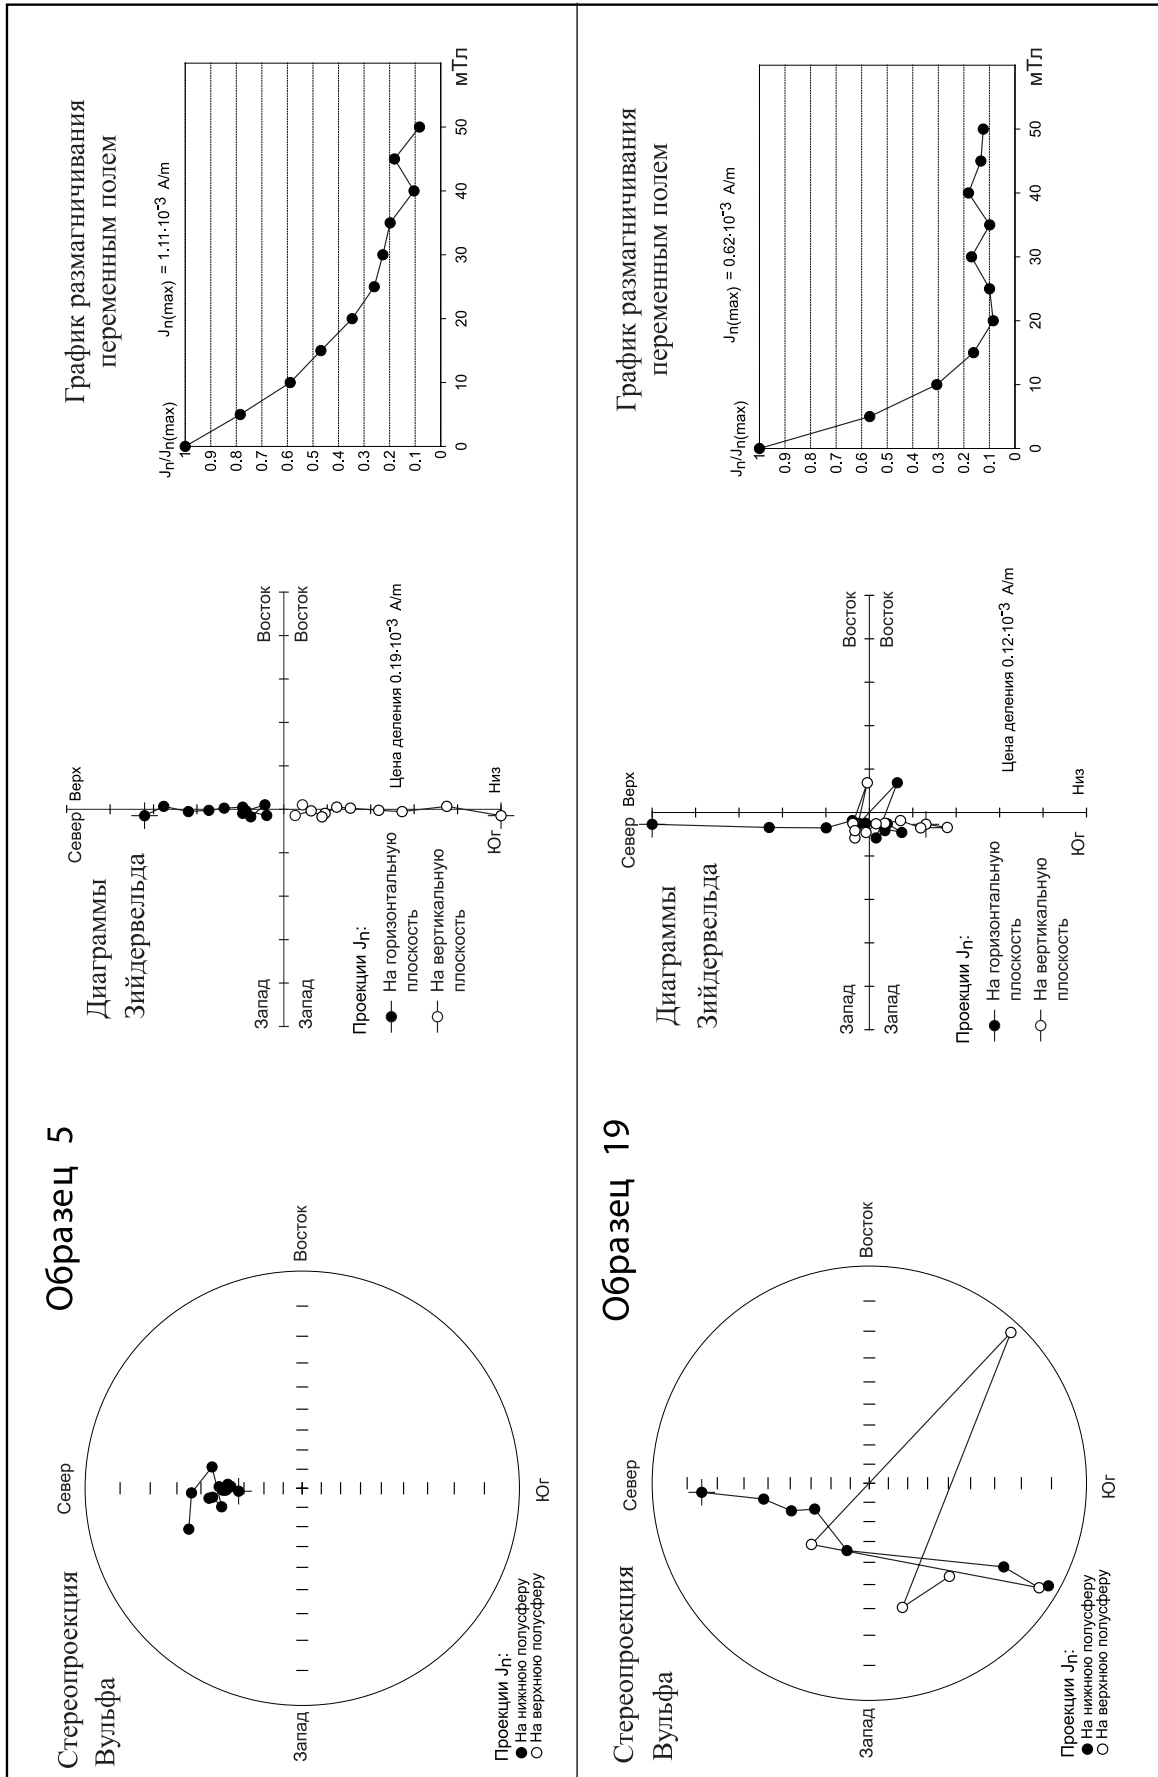 Образец 5
Стереопроекция
Вульфа
Север
Восток
Юг
Запад
Проекции Jn:
На нижнюю полусферу
На верхнюю полусферу
Диаграммы
Зийдервельда
Север Верх
Запад
Запад
Восток
Восток
Юг
Низ
Цена деления 0.19·10-3 A/m
Проекции Jn:
На горизонтальную
плоскость
На вертикальную
плоскость
График размагничивания
переменным полем
Jn/Jn(max)
Jn(max) = 1.11·10-3 A/m
1
0.9
0.8
0.7
0.6
0.5
0.4
0.3
0.2
0.1
0
0 10 20 30 40 50
мТл
Образец 19
Стереопроекция
Вульфа
Север
Восток
Юг
Запад
Проекции Jn:
На нижнюю полусферу
На верхнюю полусферу
Диаграммы
Зийдервельда
Север Верх
Запад
Запад
Восток
Восток
Юг
Низ
Цена деления 0.12·10-3 A/m
Проекции Jn:
На горизонтальную
плоскость
На вертикальную
плоскость
График размагничивания
переменным полем
Jn/Jn(max)
Jn(max) = 0.62·10-3 A/m
1
0.9
0.8
0.7
0.6
0.5
0.4
0.3
0.2
0.1
0
0 10 20 30 40 50
мТл